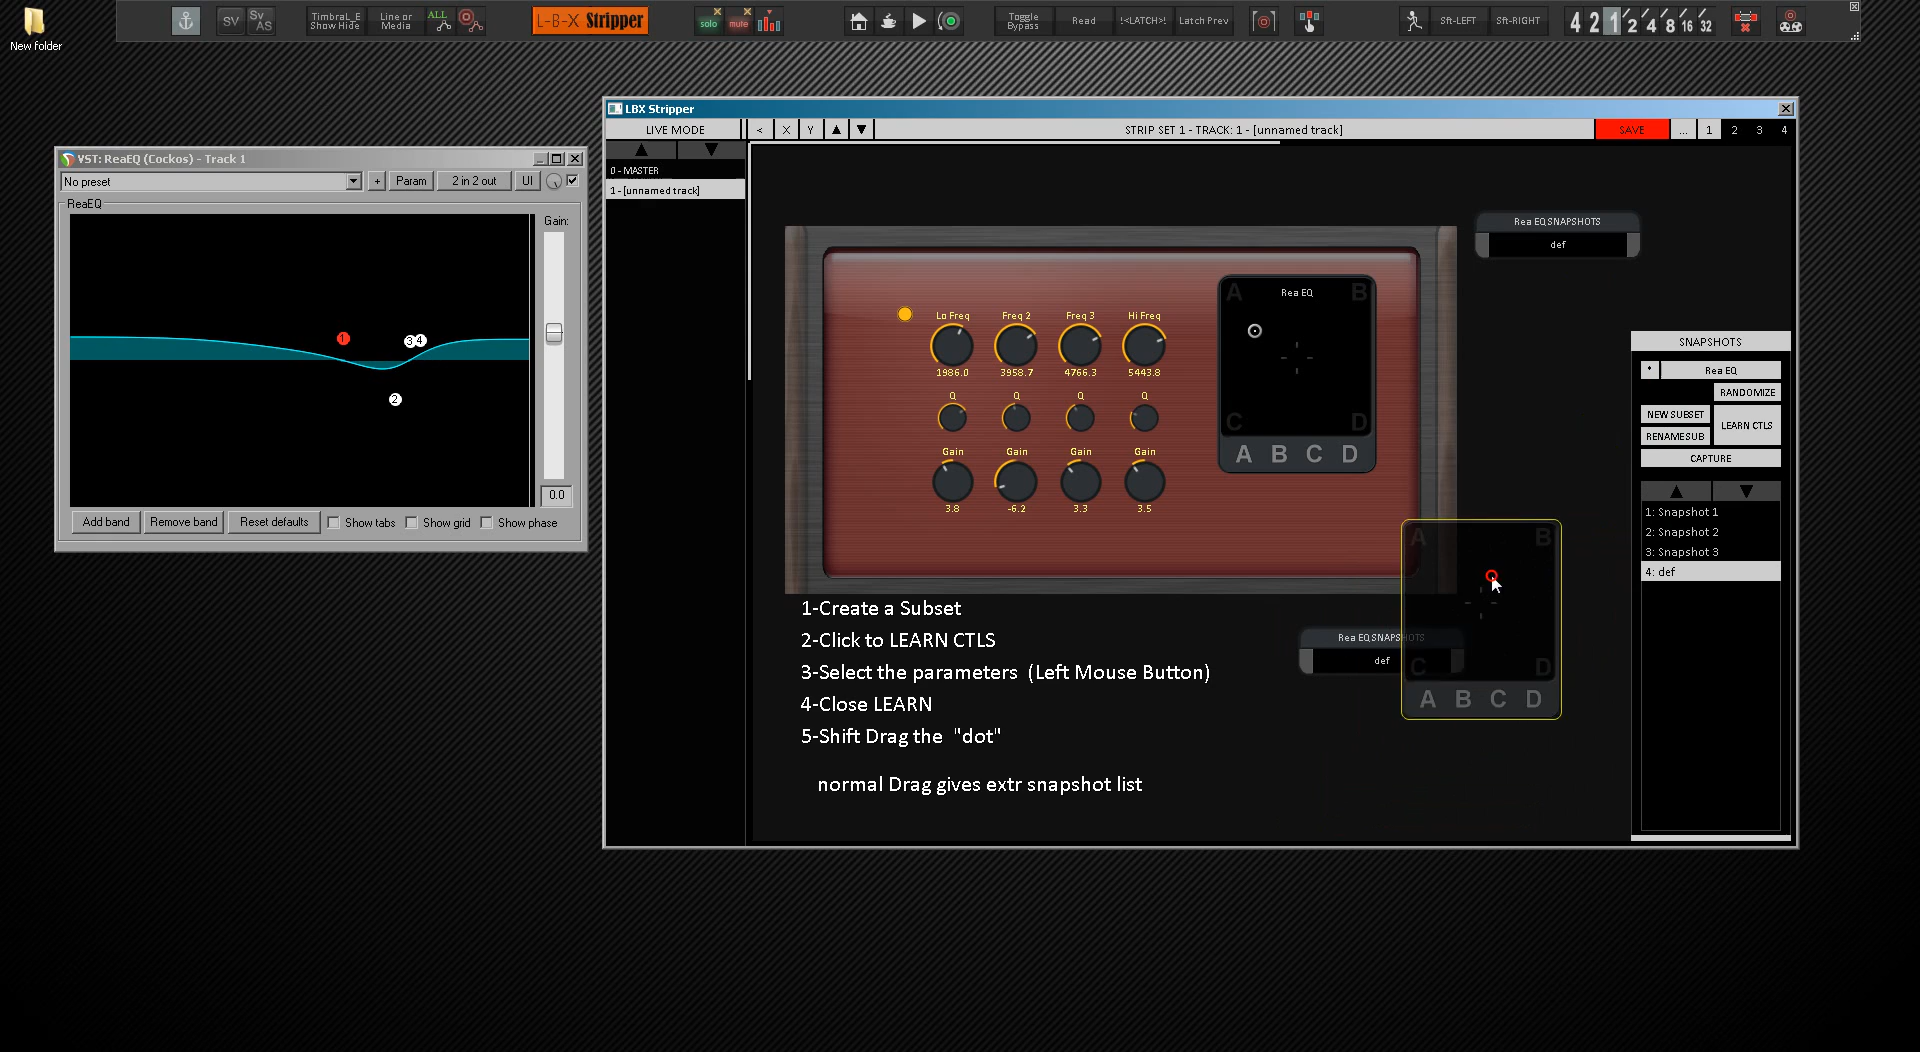 New folder
SV
Sv AS
TimbraL_E Show Hide
Line or Media
ALL
L-B-X Stripper
solo
mute
Toggle Bypass
Read
!<LATCH>!
Latch Prev
Sft-LEFT
Sft-RIGHT
4 2 1 /2 /4 /8 /16 /32
LBX Stripper
LIVE MODE
< X Y
STRIP SET 1 - TRACK: 1 - [unnamed track]
SAVE
...
1 2 3 4
0 - MASTER
1 - [unnamed track]
VST: ReaEQ (Cockos) - Track 1
No preset
+
Param
2 in 2 out
UI
ReaEQ
Gain:
1
3 4
2
0.0
Add band
Remove band
Reset defaults
Show tabs
Show grid
Show phase
Lo Freq
Freq 2
Freq 3
Hi Freq
1986.0
3958.7
4766.3
5443.8
Q
Q
Q
Q
Gain
Gain
Gain
Gain
3.8
-6.2
3.3
3.5
A B
Rea EQ
C D
A B C D
Rea EQ SNAPSHOTS
def
SNAPSHOTS
*
Rea EQ
RANDOMIZE
NEW SUBSET
LEARN CTLS
RENAME SUB
CAPTURE
1: Snapshot 1
2: Snapshot 2
3: Snapshot 3
4: def
A B
C D
A B C D
Rea EQ SNAPSHOTS
def
1-Create a Subset
2-Click to LEARN CTLS
3-Select the parameters (Left Mouse Button)
4-Close LEARN
5-Shift Drag the "dot"
normal Drag gives extr snapshot list